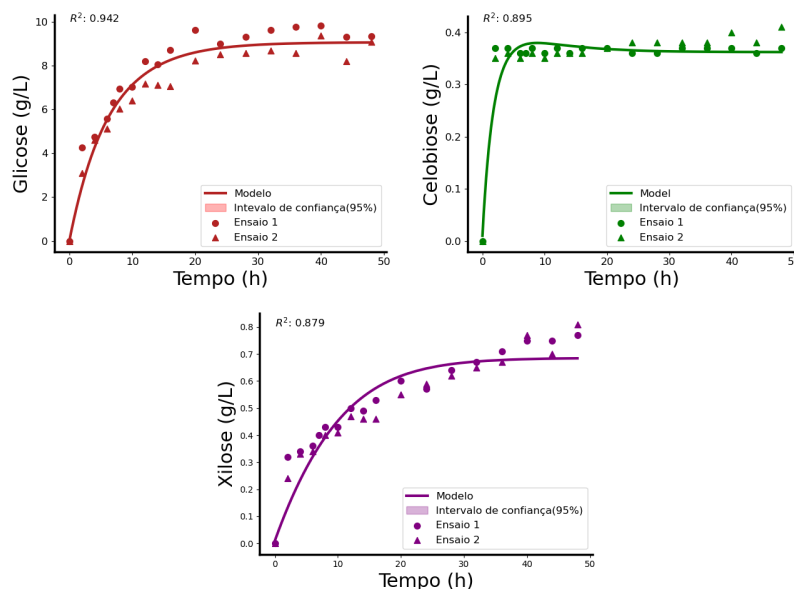 R²: 0.942
Glicose (g/L)
10
8
6
4
2
0
Modelo
Intervalo de confiança(95%)
Ensaio 1
Ensaio 2
0 10 20 30 40 50
Tempo (h)
R²: 0.895
Celobiose (g/L)
0.4
0.3
0.2
0.1
0.0
Model
Intervalo de confiança(95%)
Ensaio 1
Ensaio 2
0 10 20 30 40 50
Tempo (h)
R²: 0.879
Xilose (g/L)
0.8
0.7
0.6
0.5
0.4
0.3
0.2
0.1
0.0
Modelo
Intervalo de confiança(95%)
Ensaio 1
Ensaio 2
0 10 20 30 40 50
Tempo (h)